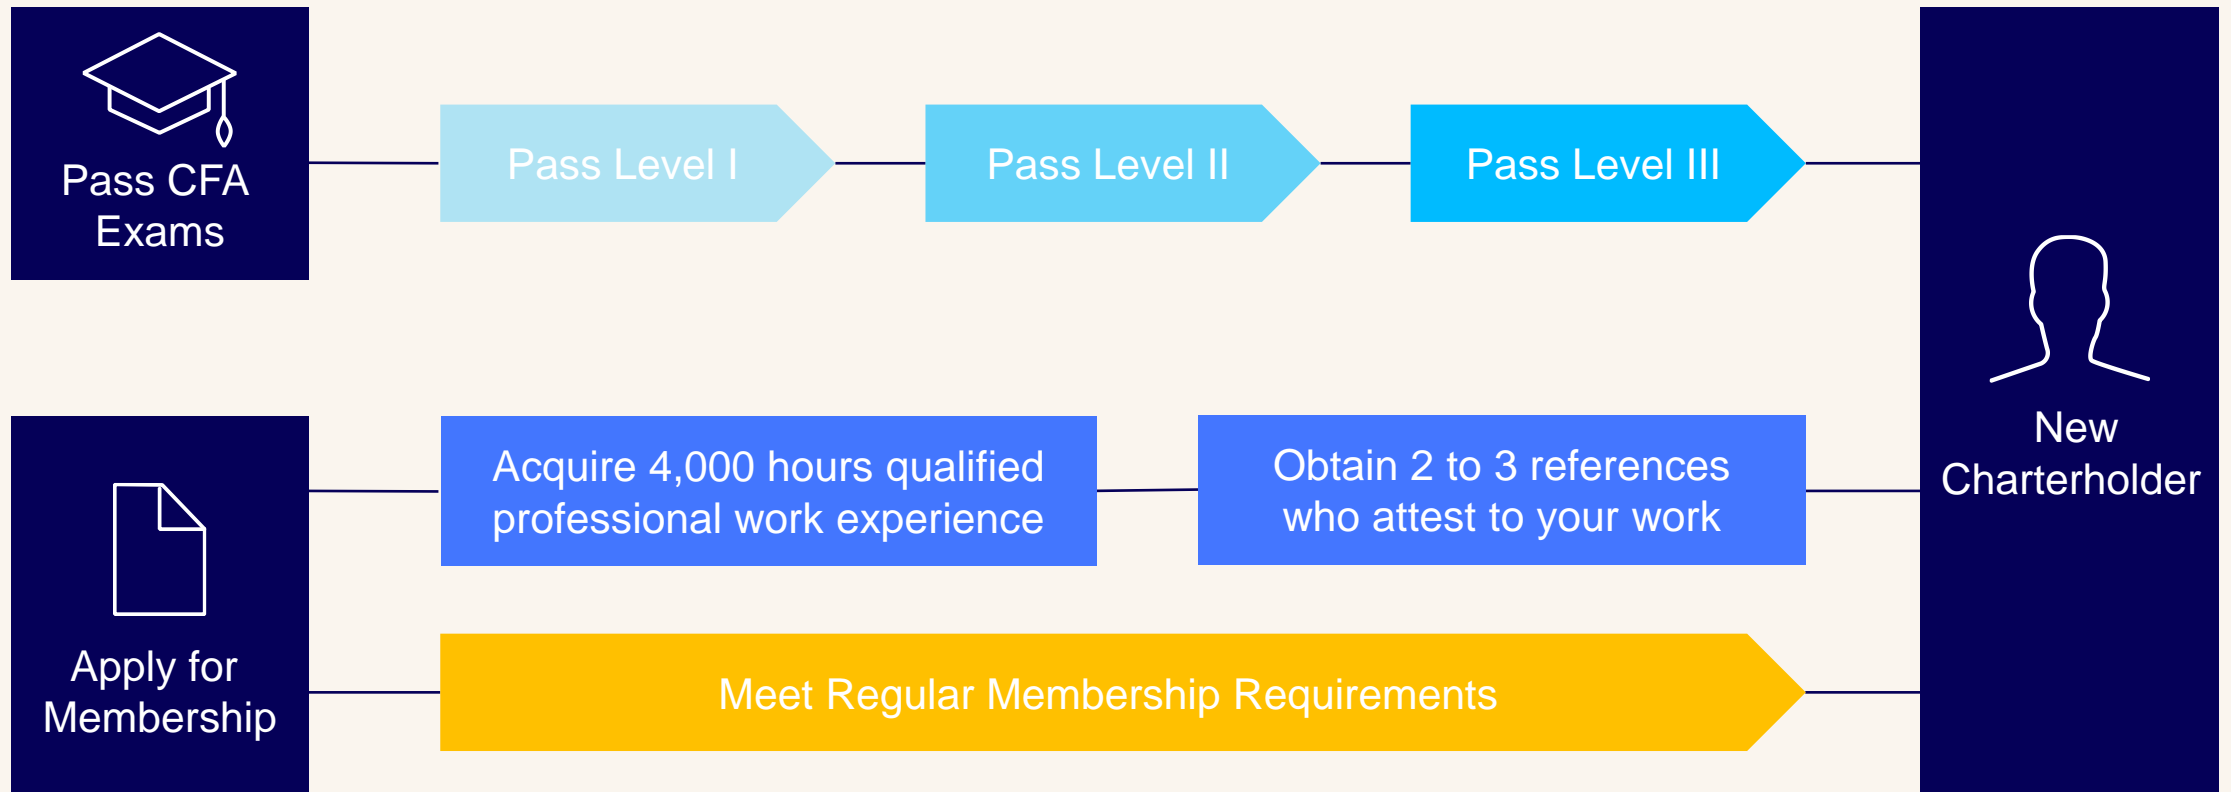 Pass CFA
Exams
Pass Level I
Pass Level II
Pass Level III
Apply for
Membership
Acquire 4,000 hours qualified
professional work experience
Obtain 2 to 3 references
who attest to your work
Meet Regular Membership Requirements
New
Charterholder